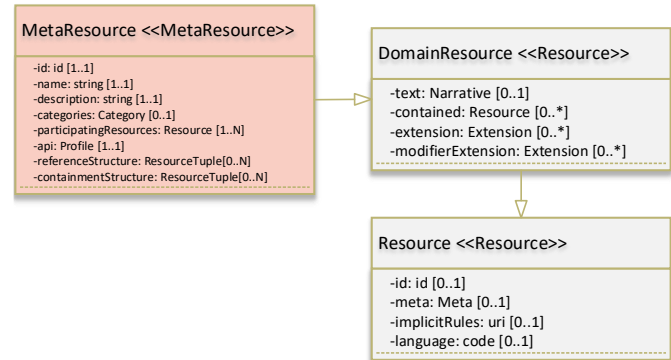 MetaResource <<MetaResource>>
-id: id [1..1]
-name: string [1..1]
-description: string [1..1]
-categories: Category [0..1]
-participatingResources: Resource [1..N]
-api: Profile [1..1]
-referenceStructure: ResourceTuple[0..N]
-containmentStructure: ResourceTuple[0..N]
DomainResource <<Resource>>
-text: Narrative [0..1]
-contained: Resource [0..*]
-extension: Extension [0..*]
-modifierExtension: Extension [0..*]
Resource <<Resource>>
-id: id [0..1]
-meta: Meta [0..1]
-implicitRules: uri [0..1]
-language: code [0..1]